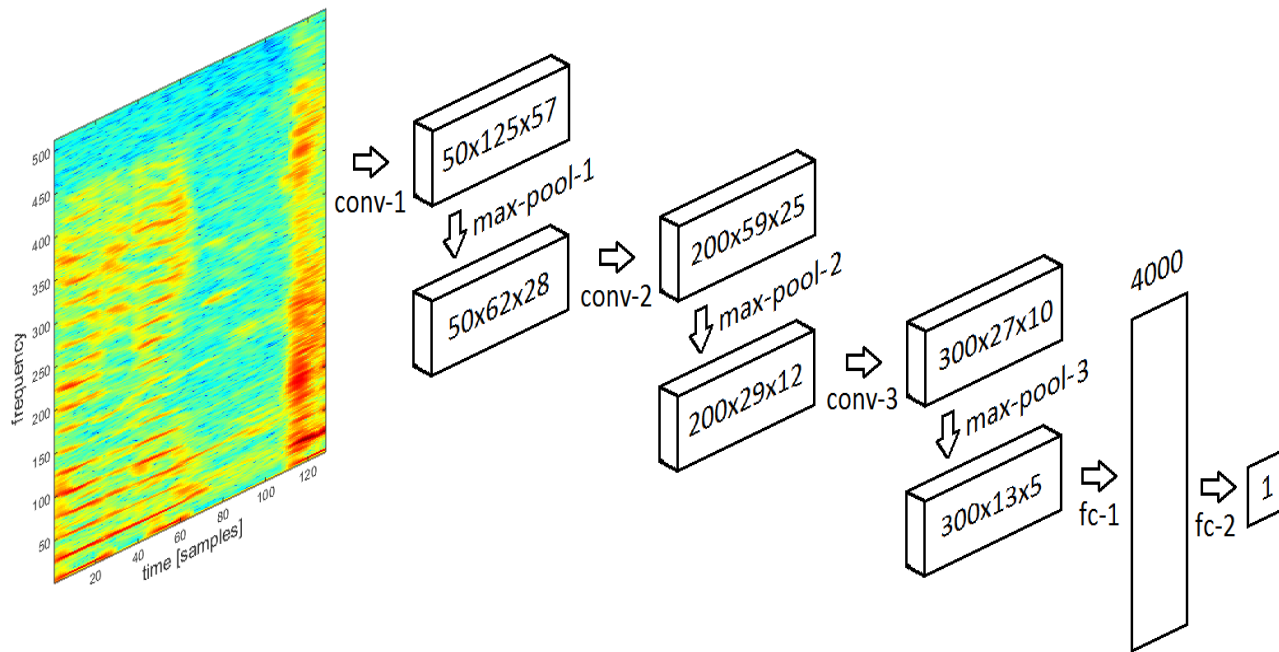 500
450
400
350
300
250
200
150
100
50
frequency
20
40
60
80
100
120
time [samples]
conv-1
50x125x57
max-pool-1
50x62x28
conv-2
200x59x25
max-pool-2
200x29x12
conv-3
300x27x10
max-pool-3
300x13x5
fc-1
4000
fc-2
1